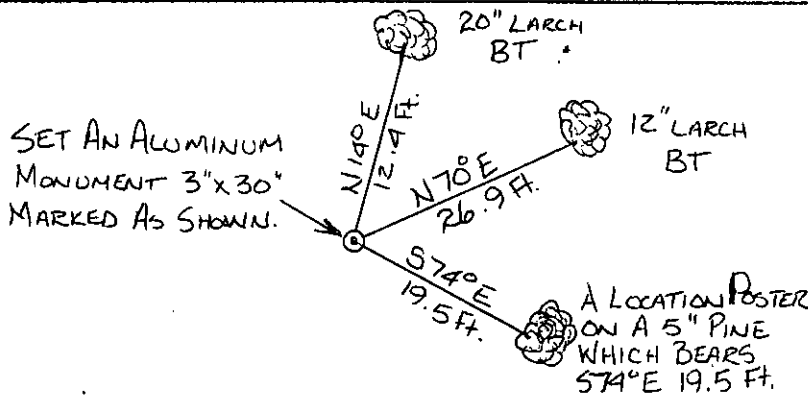 20" LARCH
BT .
N14°E
12.4 Ft.
12" LARCH
BT
SET AN ALUMINUM
MONUMENT 3"x30"
MARKED AS SHOWN.
N70°E
26.9 Ft.
S74°E
19.5 Ft.
A LOCATION POSTER
ON A 5" PINE
WHICH BEARS
S74°E 19.5 Ft.